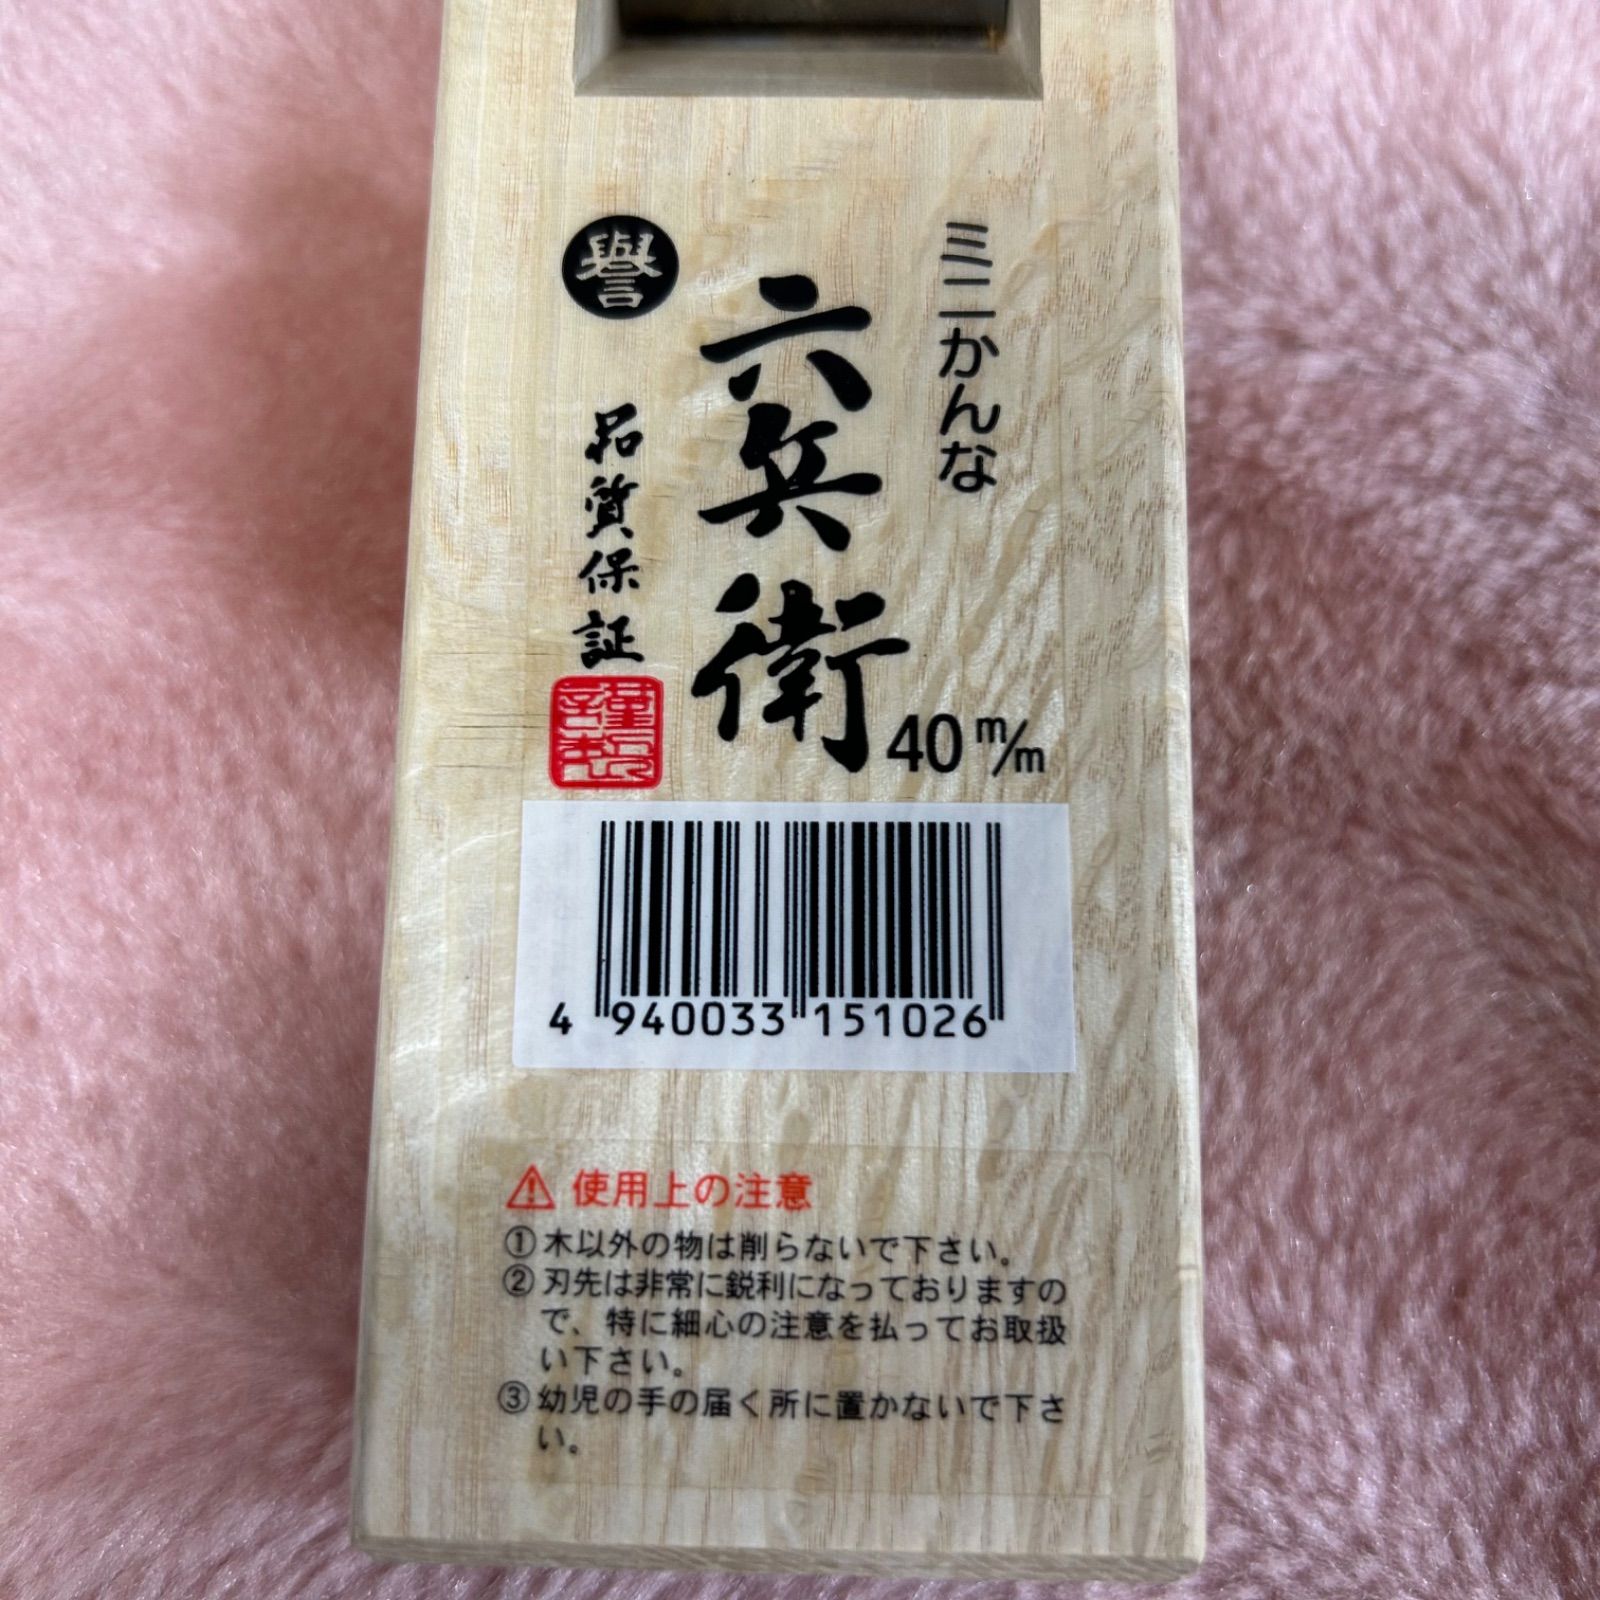 ミニかんな
六兵衛
40 m/m
譽
品質保証
謹製
4 940033 151026
使用上の注意
①木以外の物は削らないで下さい。
②刃先は非常に鋭利になっておりますの
で、特に細心の注意を払ってお取扱
い下さい。
③幼児の手の届く所に置かないで下さ
い。